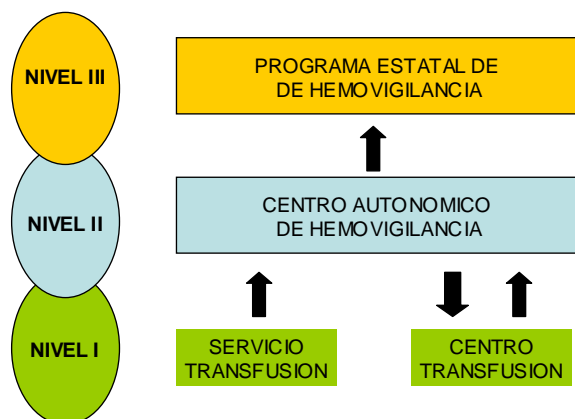 NIVEL III
PROGRAMA ESTATAL DE
DE HEMOVIGILANCIA
NIVEL II
CENTRO AUTONOMICO
DE HEMOVIGILANCIA
NIVEL I
SERVICIO
TRANSFUSION
CENTRO
TRANSFUSION